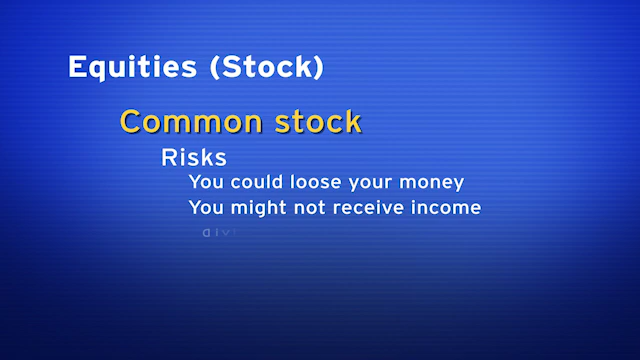 Equities (Stock)
Common stock
Risks
You could loose your money
You might not receive income